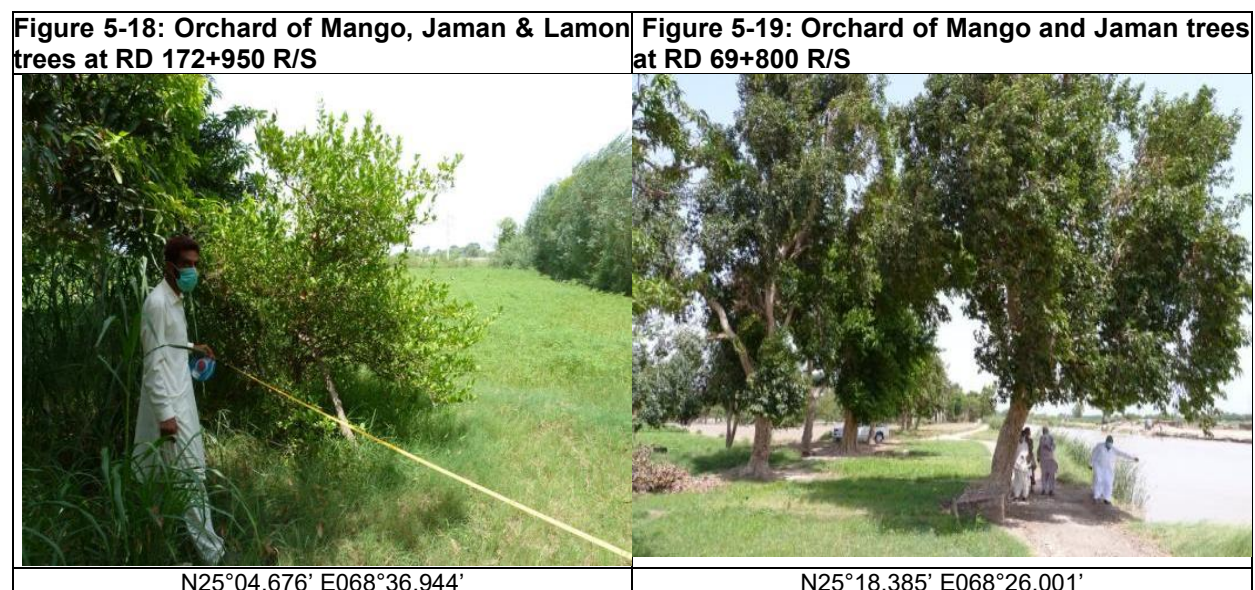 Figure 5-18: Orchard of Mango, Jaman & Lamon
trees at RD 172+950 R/S
Figure 5-19: Orchard of Mango and Jaman trees
at RD 69+800 R/S
N25°04.676’ E068°36.944’
N25°18.385’ E068°26.001’